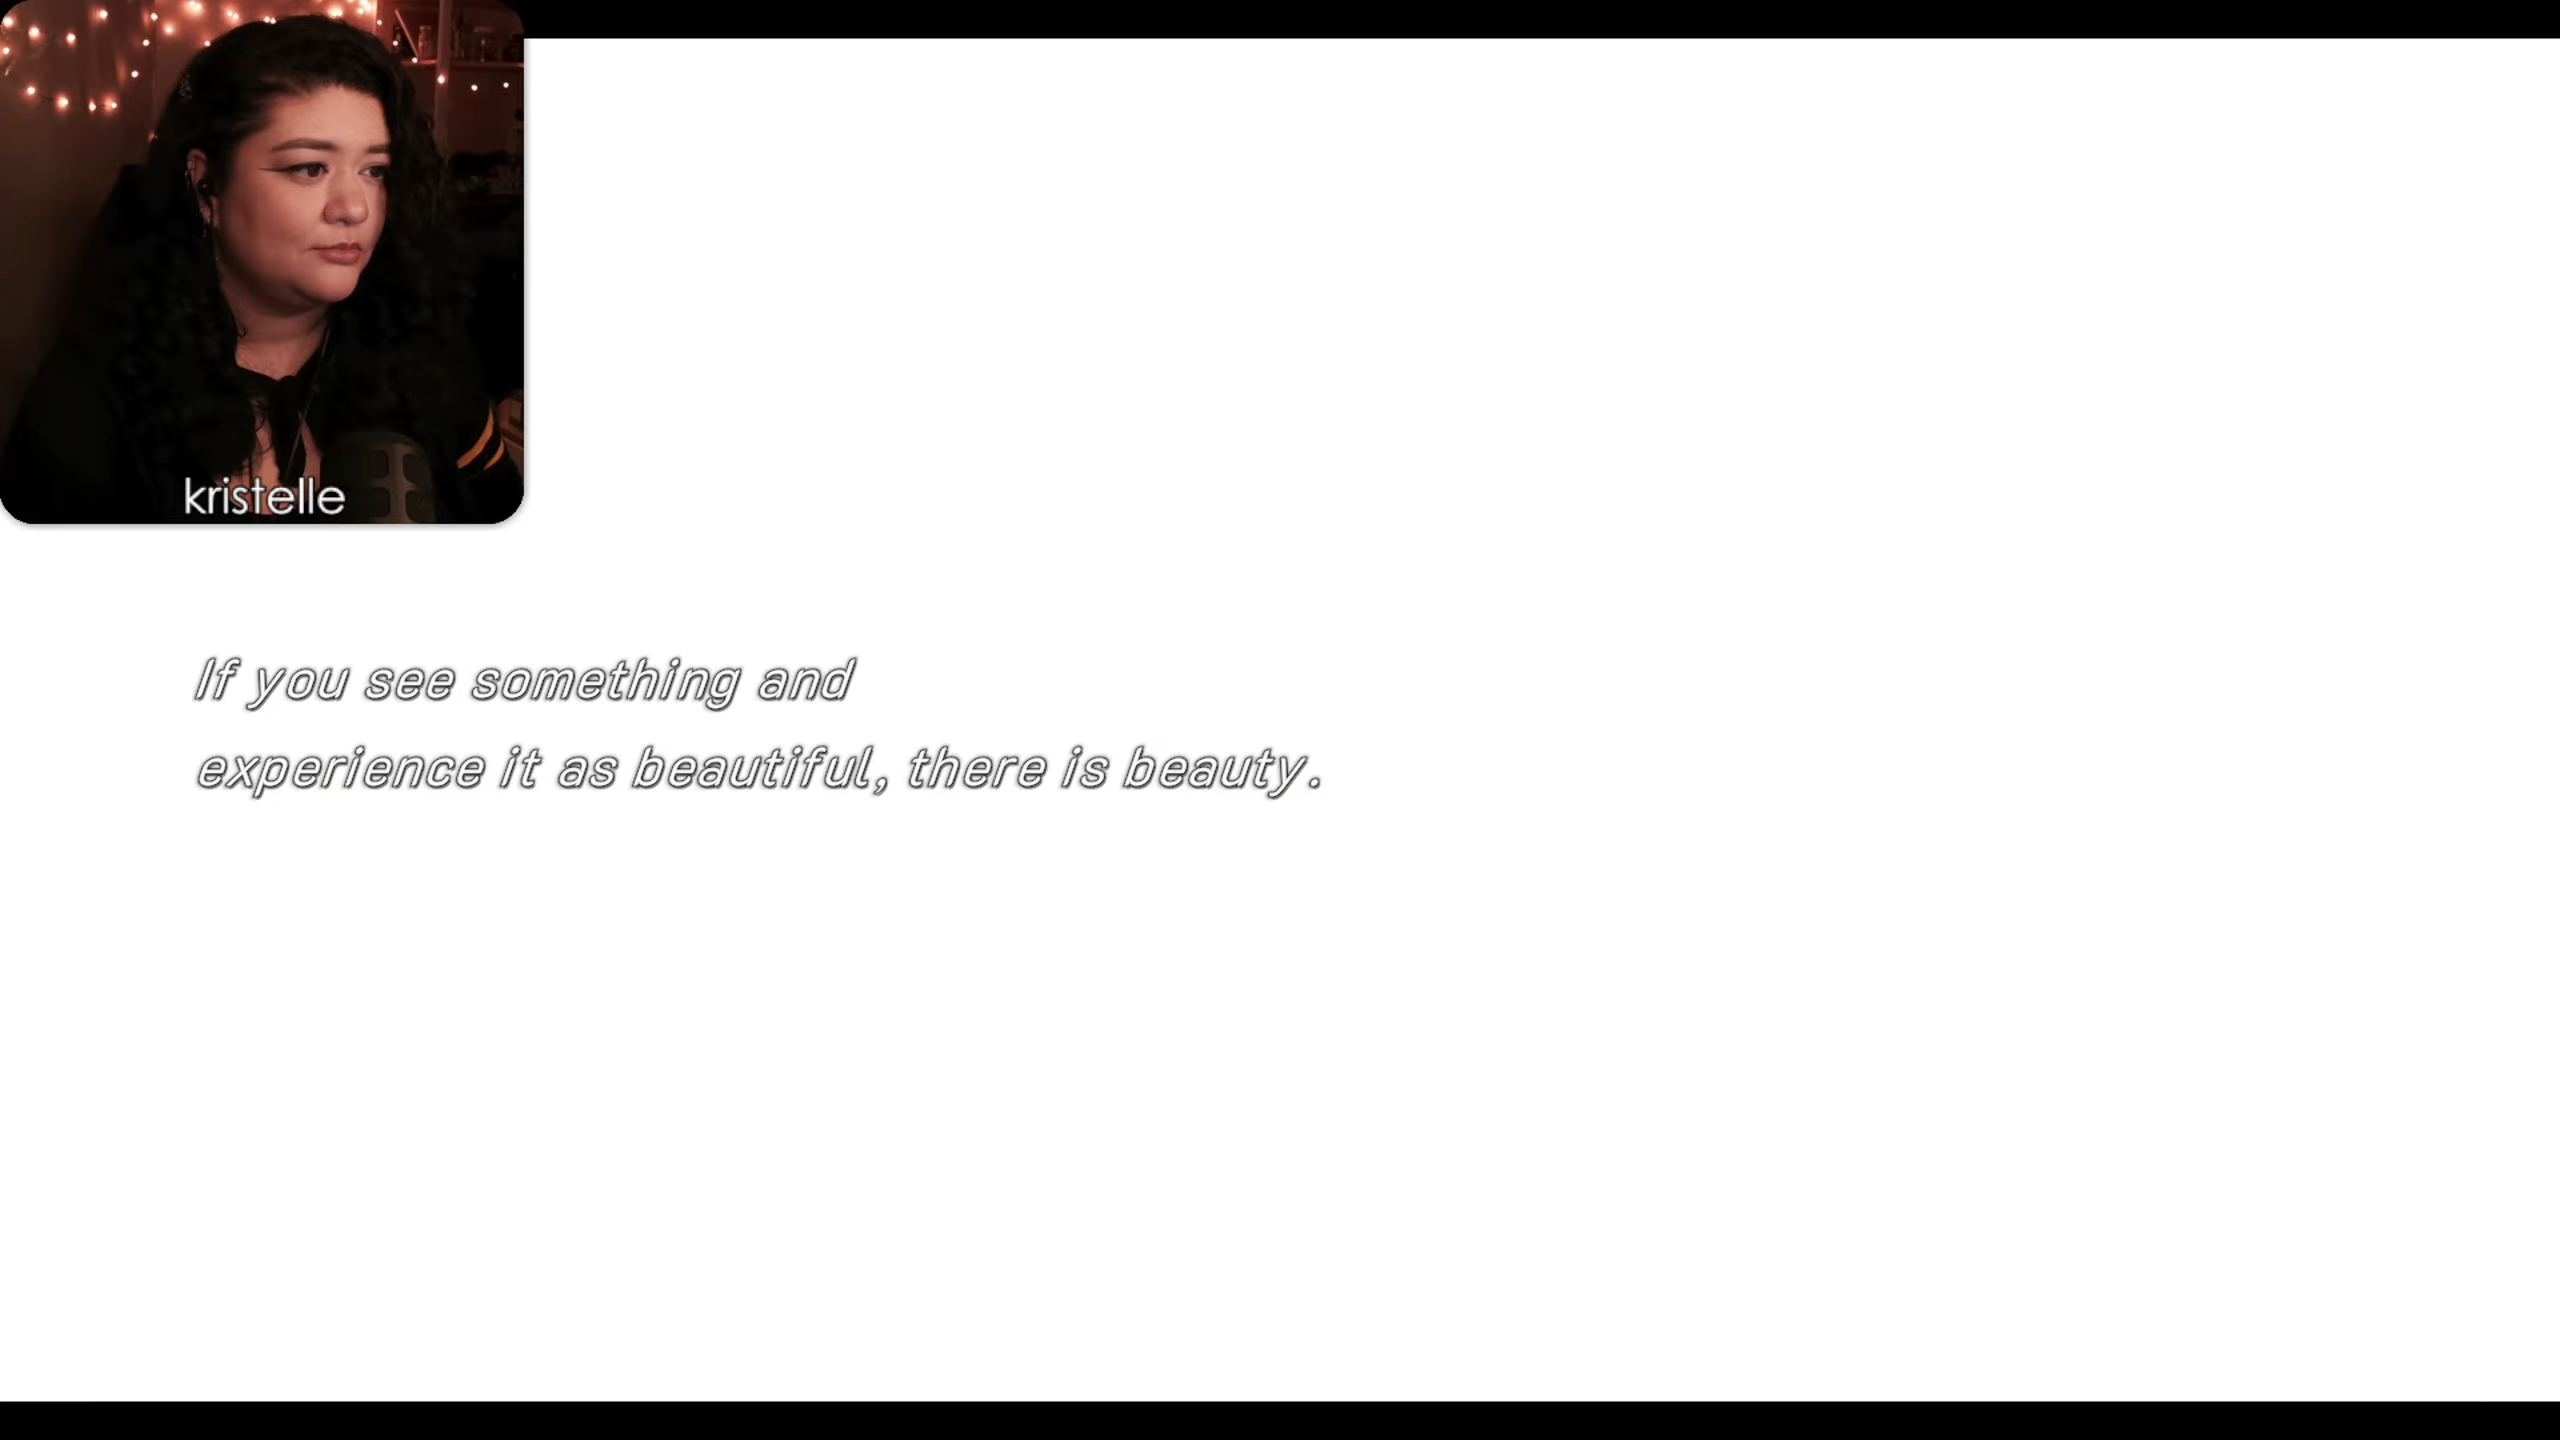 kristelle
If you see something and
experience it as beautiful, there is beauty.